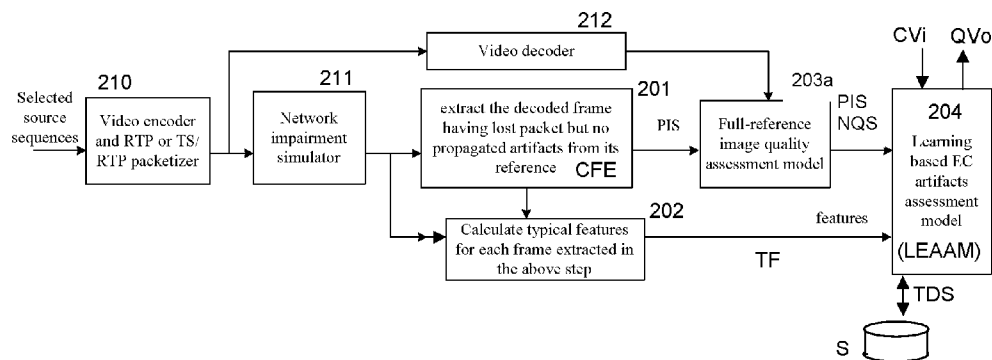 212
Video decoder
CVi
QVo
Selected
source
sequences
210
Video encoder
and RTP or TS/
RTP packetizer
211
Network
impairment
simulator
201
extract the decoded frame
having lost packet but no
propagated artifacts from its
reference
CFE
PIS
203a
Full-reference
image quality
assessment model
PIS
NQS
204
Learning
based EC
artifacts
assessment
model
(LEAAM)
202
Calculate typical features
for each frame extracted in
the above step
features
TF
TDS
S